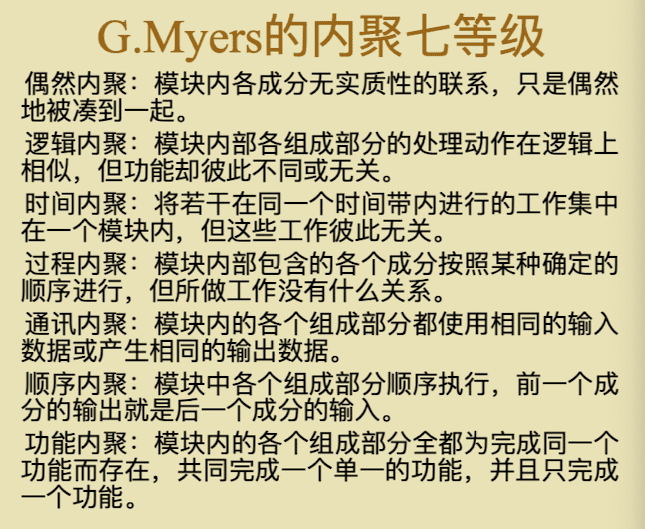 G.Myers的内聚七等级
偶然内聚：模块内各成分无实质性的联系，只是偶然
地被凑到一起。
逻辑内聚：模块内部各组成部分的处理动作在逻辑上
相似，但功能却彼此不同或无关。
时间内聚：将若干在同一个时间带内进行的工作集中
在一个模块内，但这些工作彼此无关。
过程内聚：模块内部包含的各个成分按照某种确定的
顺序进行，但所做工作没有什么关系。
通讯内聚：模块内的各个组成部分都使用相同的输入
数据或产生相同的输出数据。
顺序内聚：模块中各个组成部分顺序执行，前一个成
分的输出就是后一个成分的输入。
功能内聚：模块内的各个组成部分全都为完成同一个
功能而存在，共同完成一个单一的功能，并且只完成
一个功能。